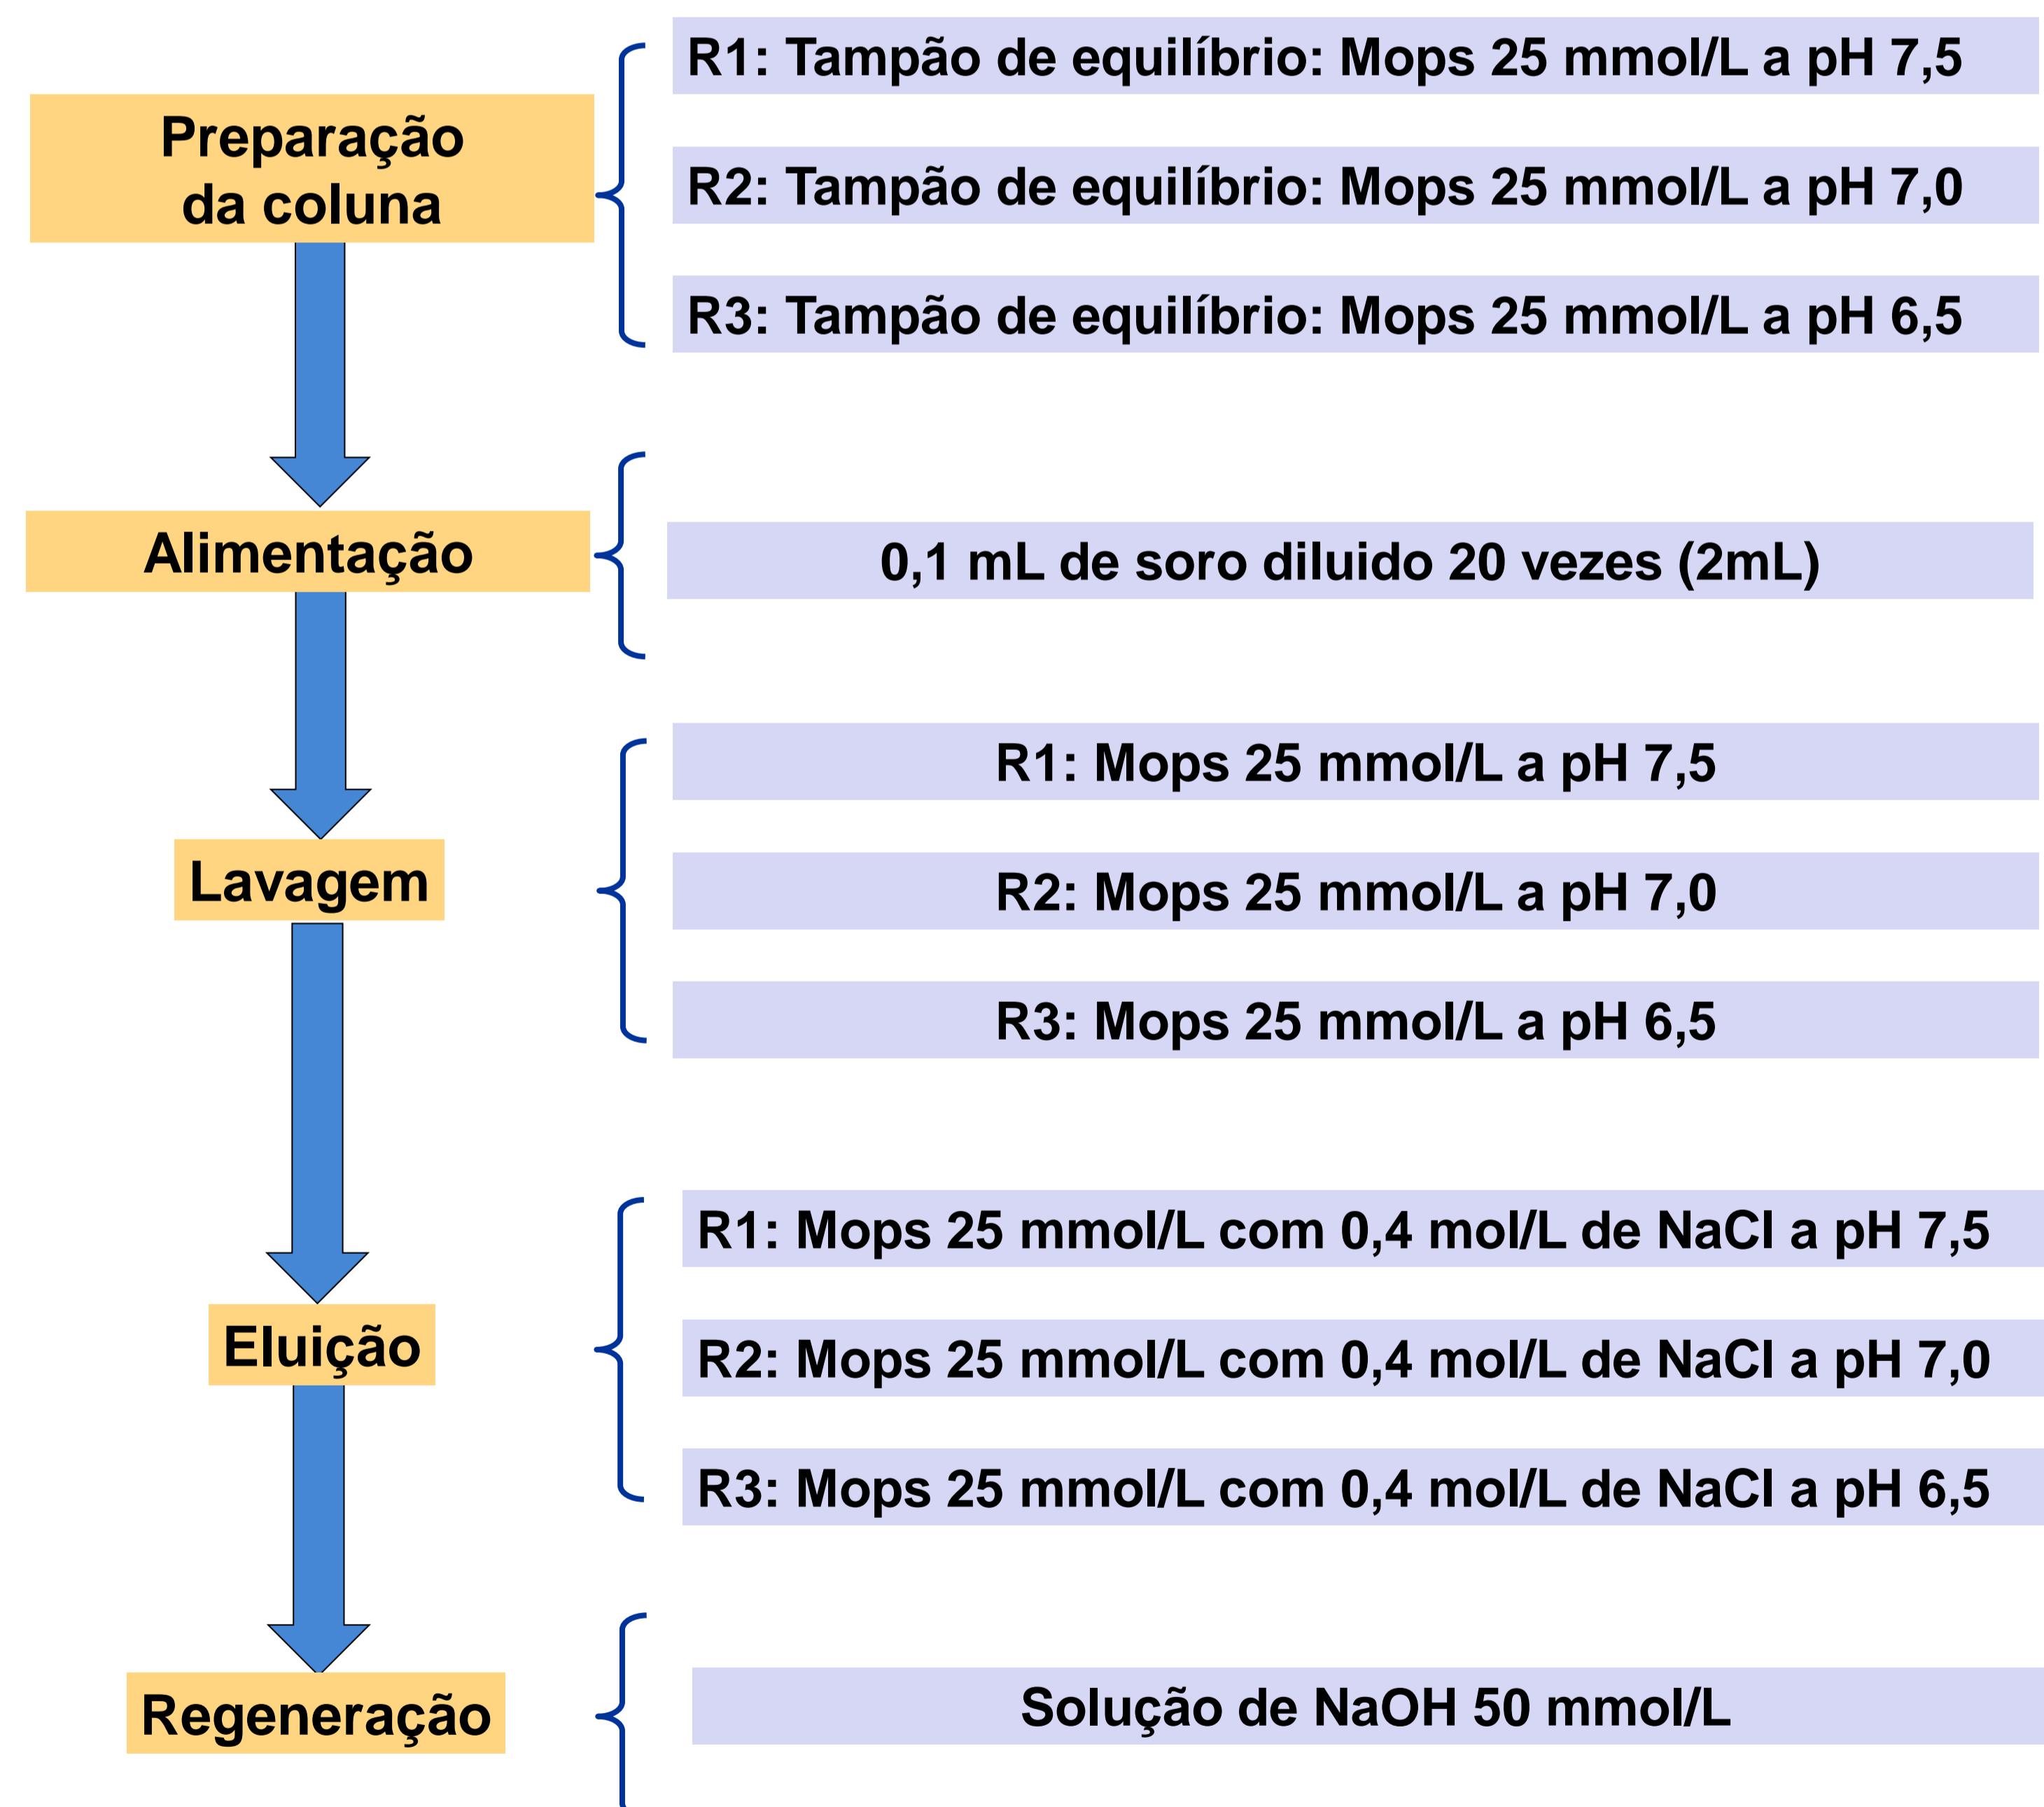 Preparação
da coluna
R1: Tampão de equilíbrio: Mops 25 mmol/L a pH 7,5
R2: Tampão de equilíbrio: Mops 25 mmol/L a pH 7,0
R3: Tampão de equilíbrio: Mops 25 mmol/L a pH 6,5
Alimentação
0,1 mL de soro diluido 20 vezes (2mL)
Lavagem
R1: Mops 25 mmol/L a pH 7,5
R2: Mops 25 mmol/L a pH 7,0
R3: Mops 25 mmol/L a pH 6,5
Eluição
R1: Mops 25 mmol/L com 0,4 mol/L de NaCl a pH 7,5
R2: Mops 25 mmol/L com 0,4 mol/L de NaCl a pH 7,0
R3: Mops 25 mmol/L com 0,4 mol/L de NaCl a pH 6,5
Regeneração
Solução de NaOH 50 mmol/L